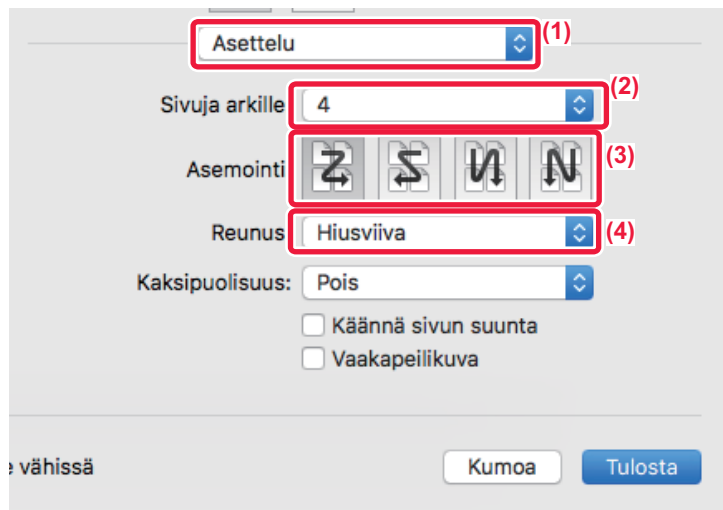 Asettelu (1)
Sivuja arkille 4 (2)
Asemointi (3)
Reunus Hiusviiva (4)
Kaksipuolisuus: Pois
Käännä sivun suunta
Vaakapeilikuva
e vähissä Kumoa Tulosta